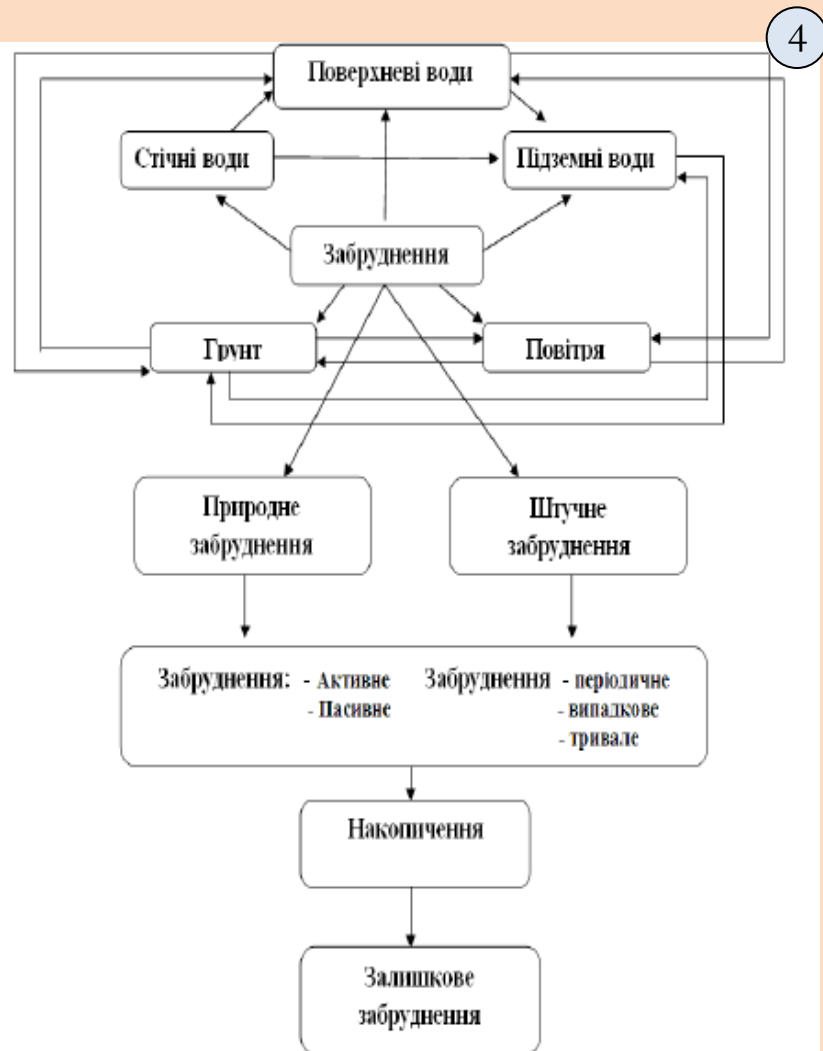 4
Поверхневі води
Стічні води
Підземні води
Забруднення
Грунт
Повітря
Природне
забруднення
Штучне
забруднення
Забруднення: - Активне
- Пасивне
Забруднення - періодичне
- випадкове
- тривале
Накопичення
Залишкове
забруднення